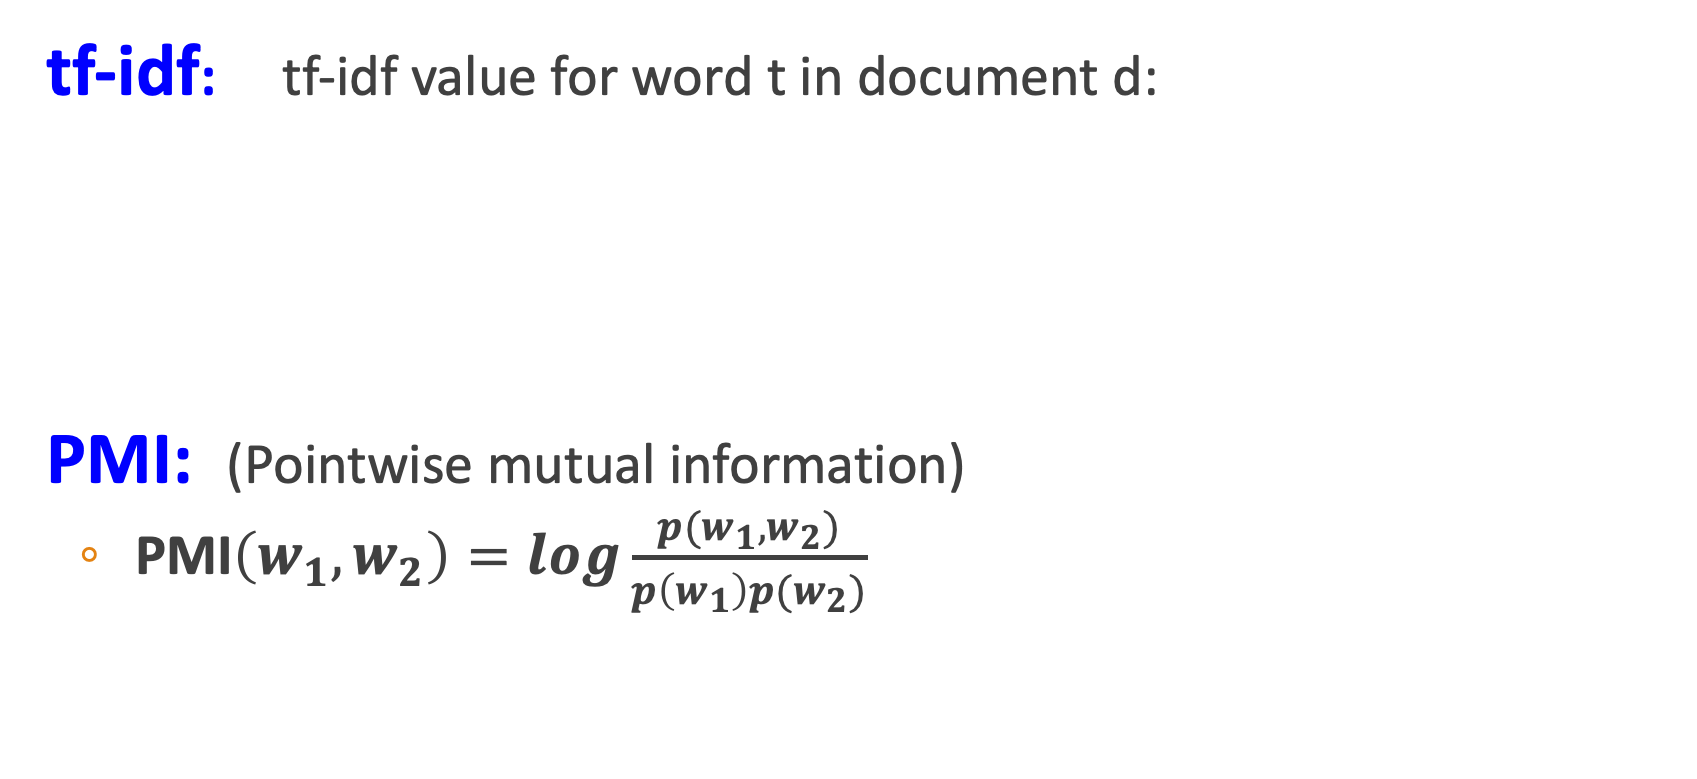 tf-idf: tf-idf value for word t in document d:
PMI: (Pointwise mutual information)
◦ PMI(w₁, w₂) = log p(w₁,w₂) / p(w₁)p(w₂)